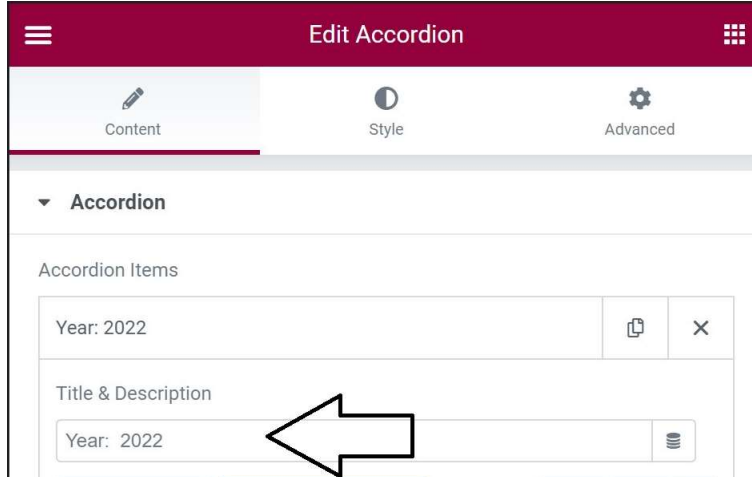 Edit Accordion
Content Style Advanced
Accordion
Accordion Items
Year: 2022
Title & Description
Year: 2022